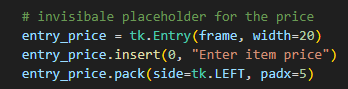 # invisibale placeholder for the price
entry_price = tk.Entry(frame, width=20)
entry_price.insert(0, "Enter item price")
entry_price.pack(side=tk.LEFT, padx=5)